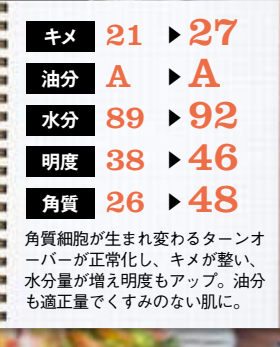 キメ 21 ▶ 27
油分 A ▶ A
水分 89 ▶ 92
明度 38 ▶ 46
角質 26 ▶ 48
角質細胞が生まれ変わるターンオ
ーバーが正常化し、キメが整い、
水分量が増え明度もアップ。油分
も適正量でくすみのない肌に。